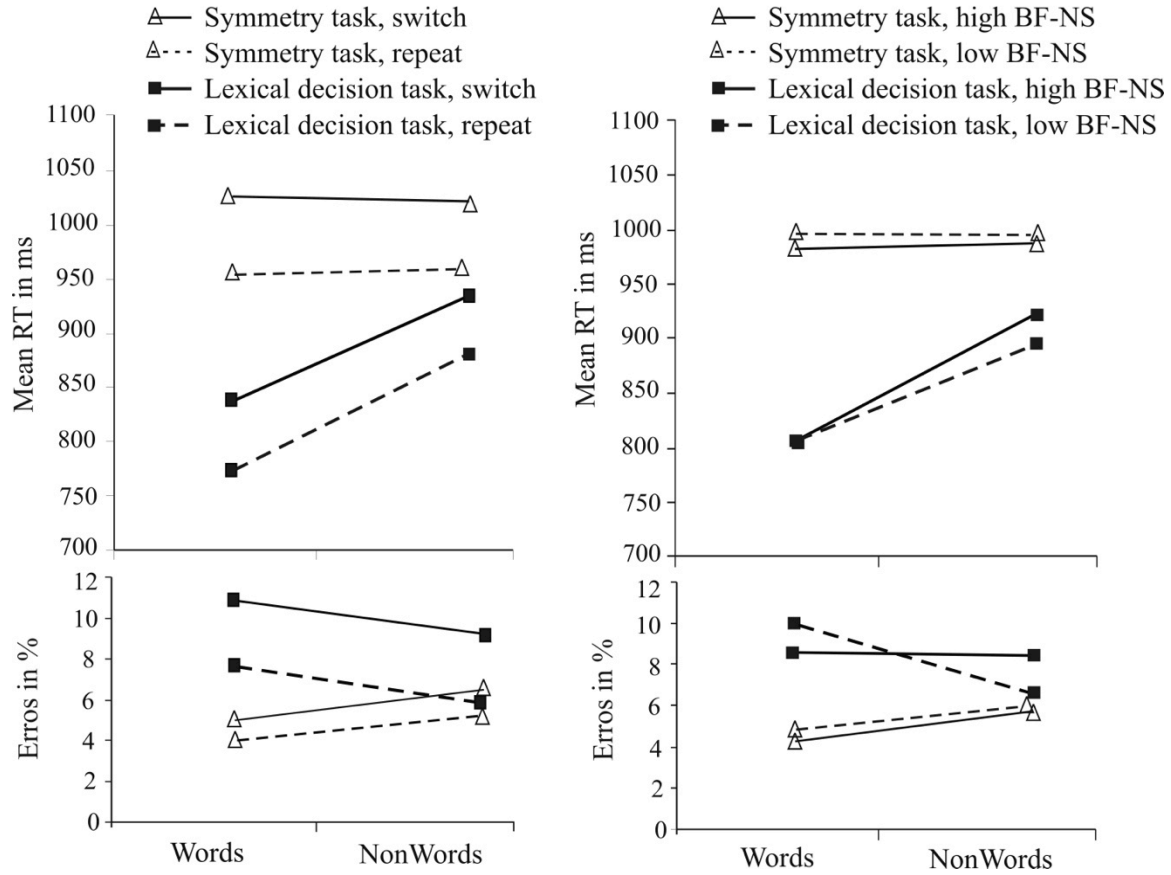 Symmetry task, switch
Symmetry task, repeat
Lexical decision task, switch
Lexical decision task, repeat
1100
1050
1000
950
900
850
800
750
700
Mean RT in ms
12
10
8
6
4
2
0
Erros in %
Words
NonWords
Symmetry task, high BF-NS
Symmetry task, low BF-NS
Lexical decision task, high BF-NS
Lexical decision task, low BF-NS
1100
1050
1000
950
900
850
800
750
700
Mean RT in ms
12
10
8
6
4
2
0
Erros in %
Words
NonWords